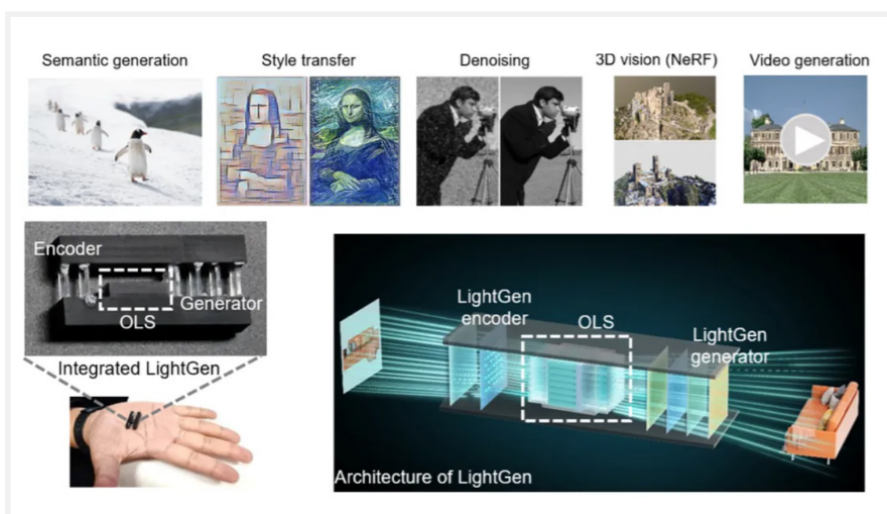 Semantic generation
Style transfer
Denoising
3D vision (NeRF)
Video generation
Encoder
Generator
OLS
Integrated LightGen
LightGen
encoder
OLS
LightGen
generator
Architecture of LightGen